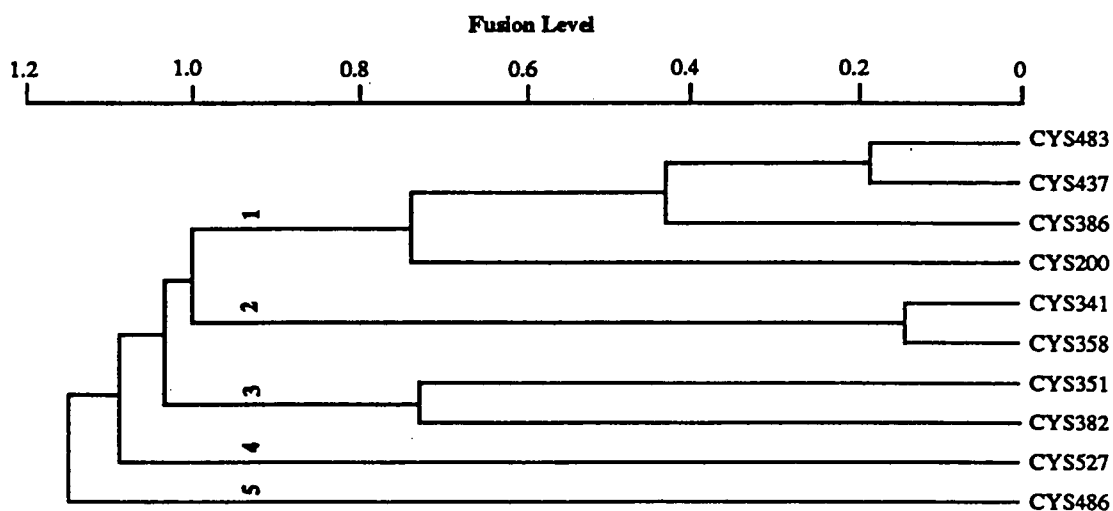 Fusion Level
1.2 1.0 0.8 0.6 0.4 0.2 0
CYS483
CYS437
CYS386
1
CYS200
2
CYS341
CYS358
CYS351
3
CYS382
4
CYS527
5
CYS486